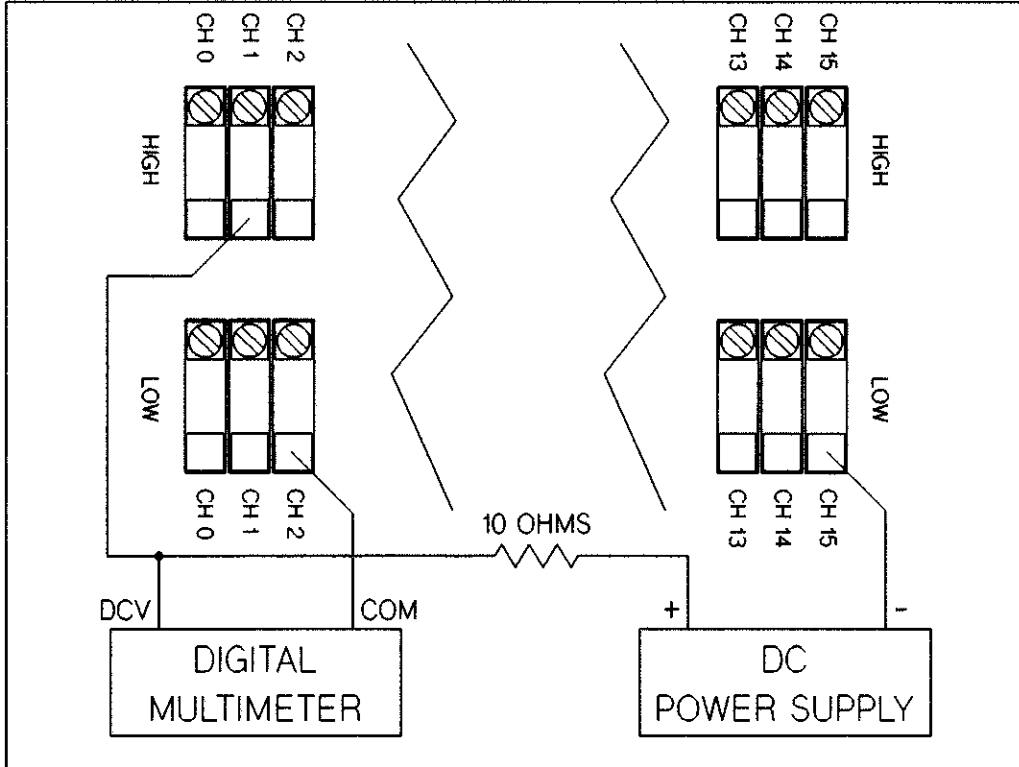 CH 0
CH 1
CH 2
CH 13
CH 14
CH 15
HIGH
HIGH
LOW
LOW
CH 0
CH 1
CH 2
CH 13
CH 14
CH 15
10 OHMS
DCV
COM
+
-
DIGITAL
MULTIMETER
DC
POWER SUPPLY